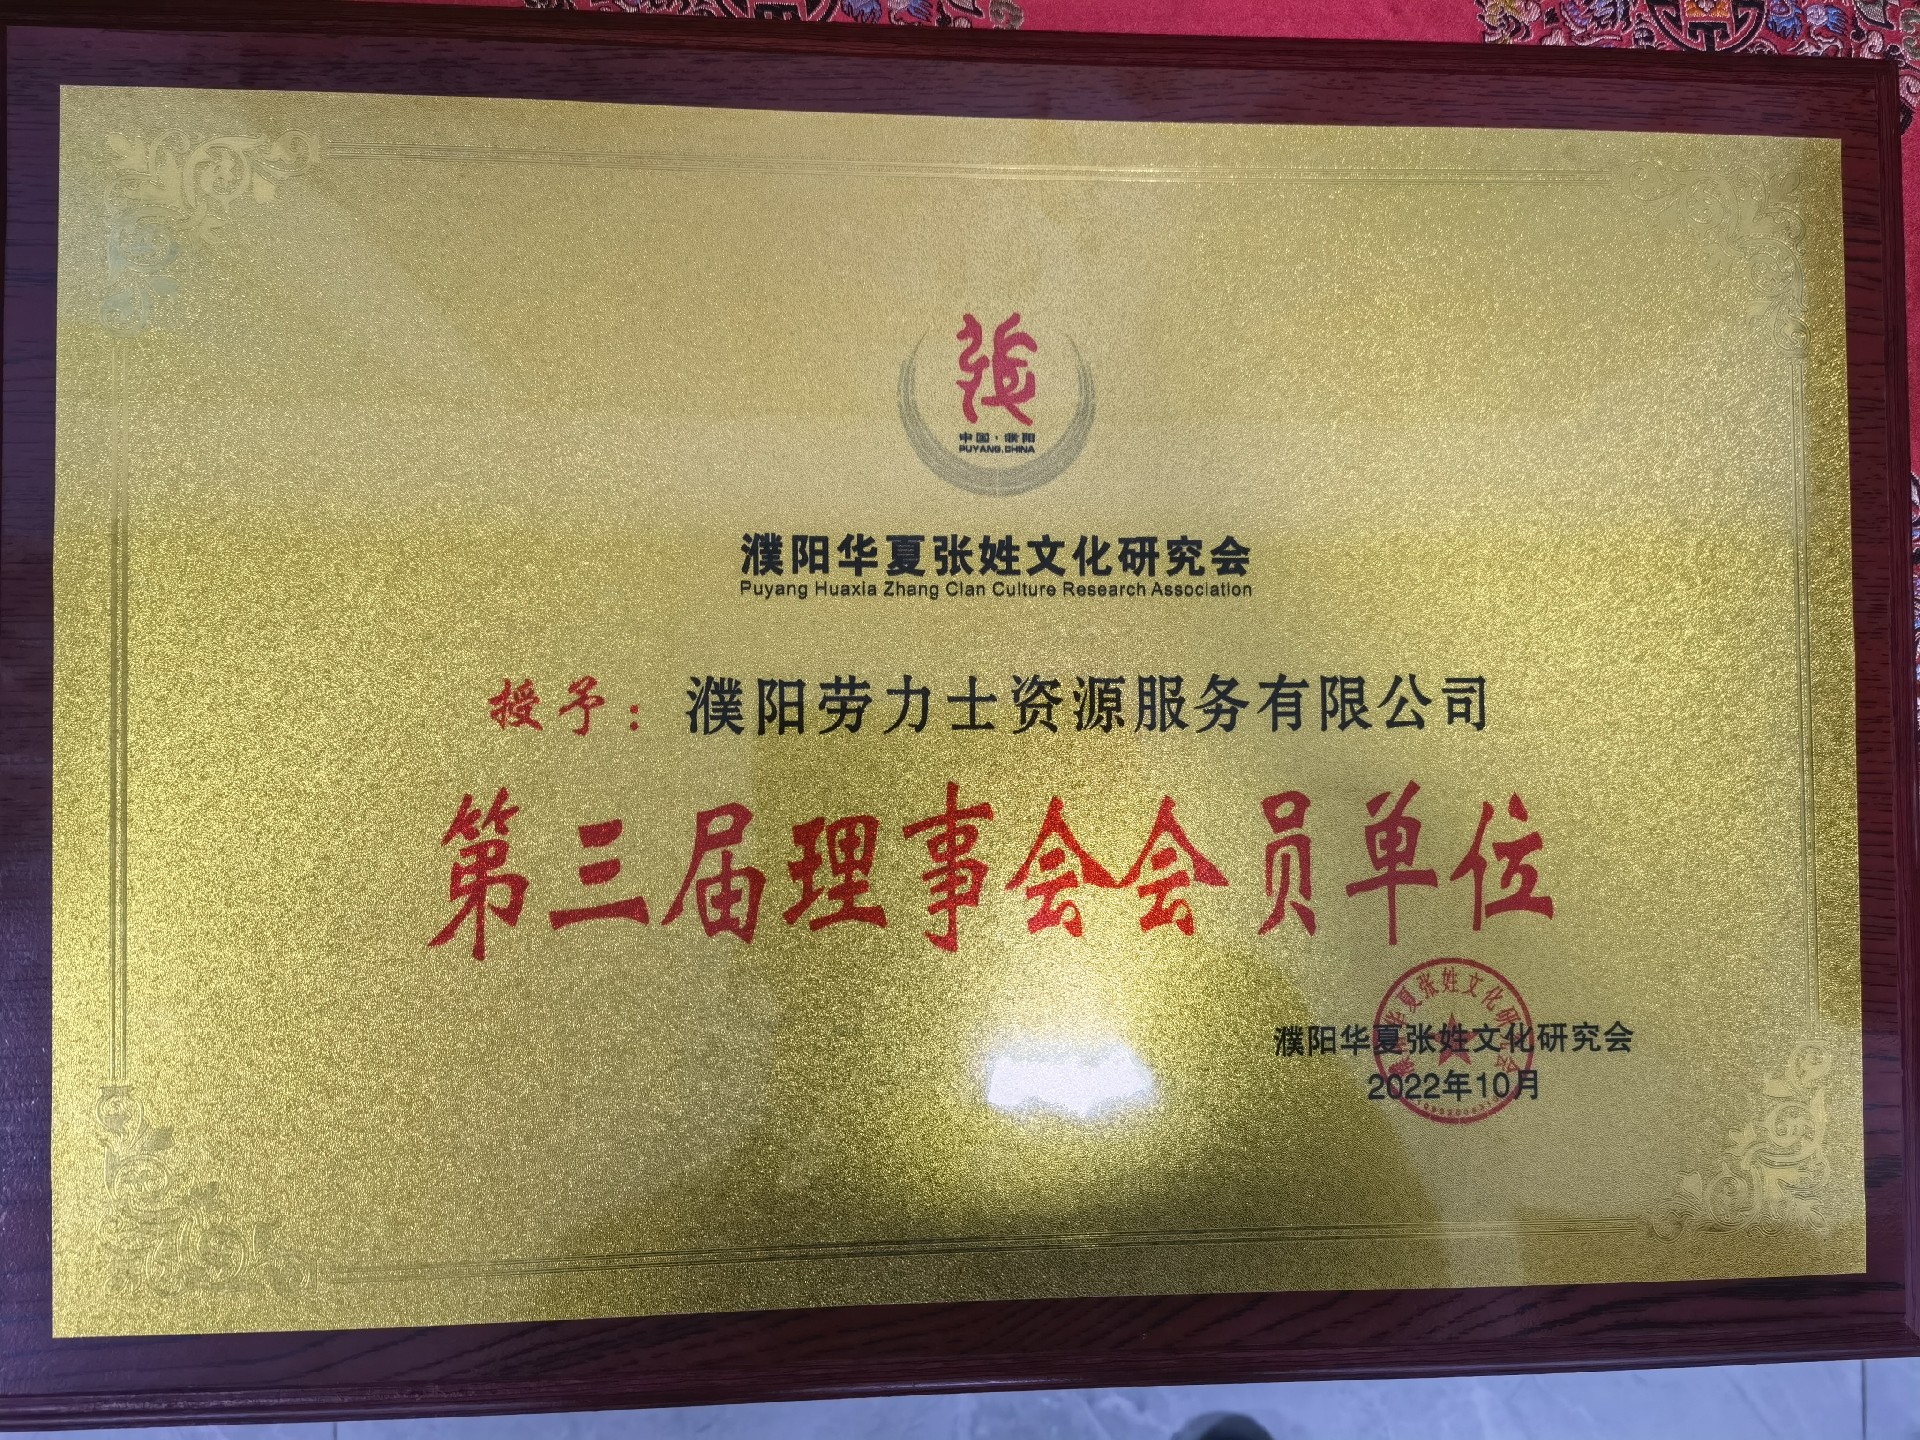 张
中国·濮阳
PUYANG,CHINA
濮阳华夏张姓文化研究会
Puyang Huaxia Zhang Clan Culture Research Association
授予：濮阳劳力士资源服务有限公司
第三届理事会会员单位
濮阳华夏张姓文化研究会
2022年10月